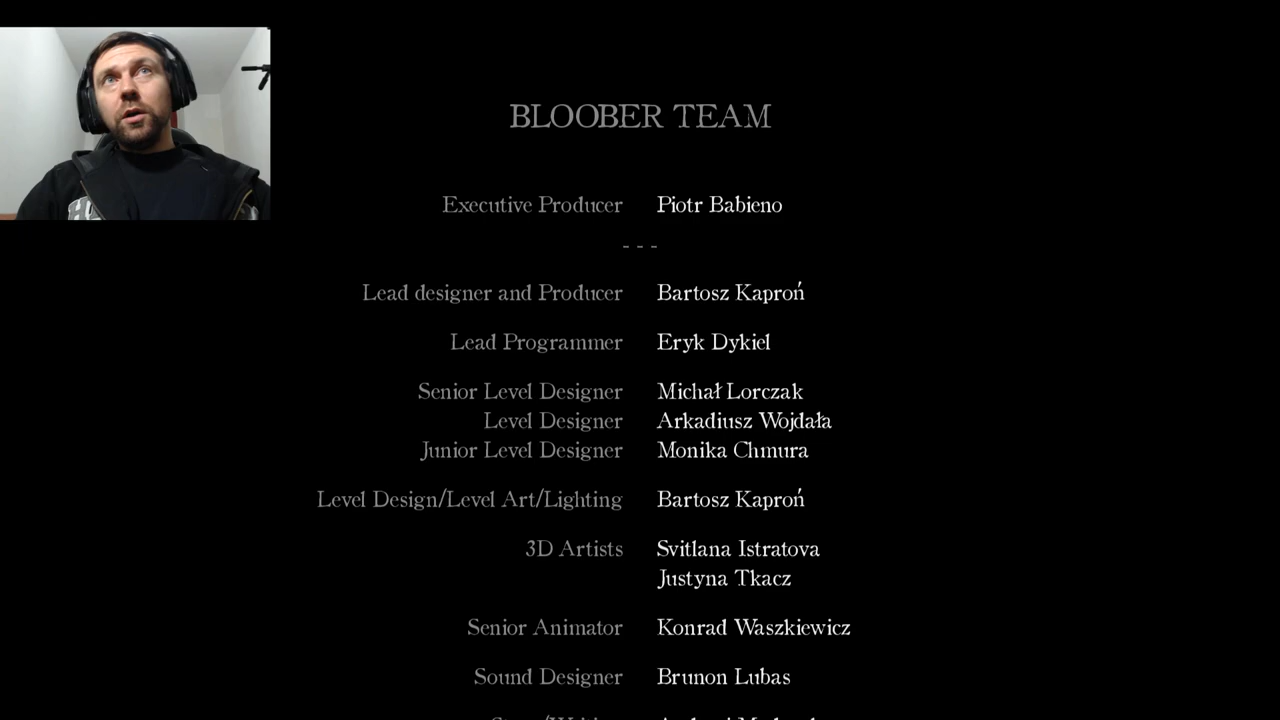 BLOOBER TEAM
Executive Producer Piotr Babieno
- - -
Lead designer and Producer Bartosz Kaproń
Lead Programmer Eryk Dykiel
Senior Level Designer Michał Lorczak
Level Designer Arkadiusz Wojdała
Junior Level Designer Monika Chmura
Level Design/Level Art/Lighting Bartosz Kaproń
3D Artists Svitlana Istratova
Justyna Tkacz
Senior Animator Konrad Waszkiewicz
Sound Designer Brunon Lubas